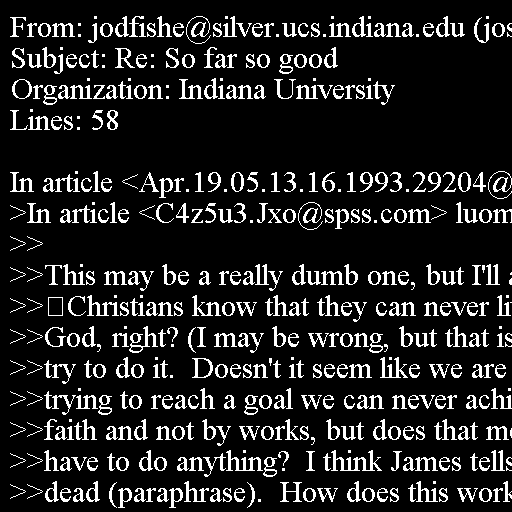 From: jodfishe@silver.ucs.indiana.edu (jos
Subject: Re: So far so good
Organization: Indiana University
Lines: 58

In article <Apr.19.05.13.16.1993.29204@
>In article <C4z5u3.Jxo@spss.com> luom
>>
>>This may be a really dumb one, but I'll a
>>□Christians know that they can never li
>>God, right? (I may be wrong, but that is
>>try to do it.  Doesn't it seem like we are
>>trying to reach a goal we can never achi
>>faith and not by works, but does that me
>>have to do anything?  I think James tells
>>dead (paraphrase).  How does this work